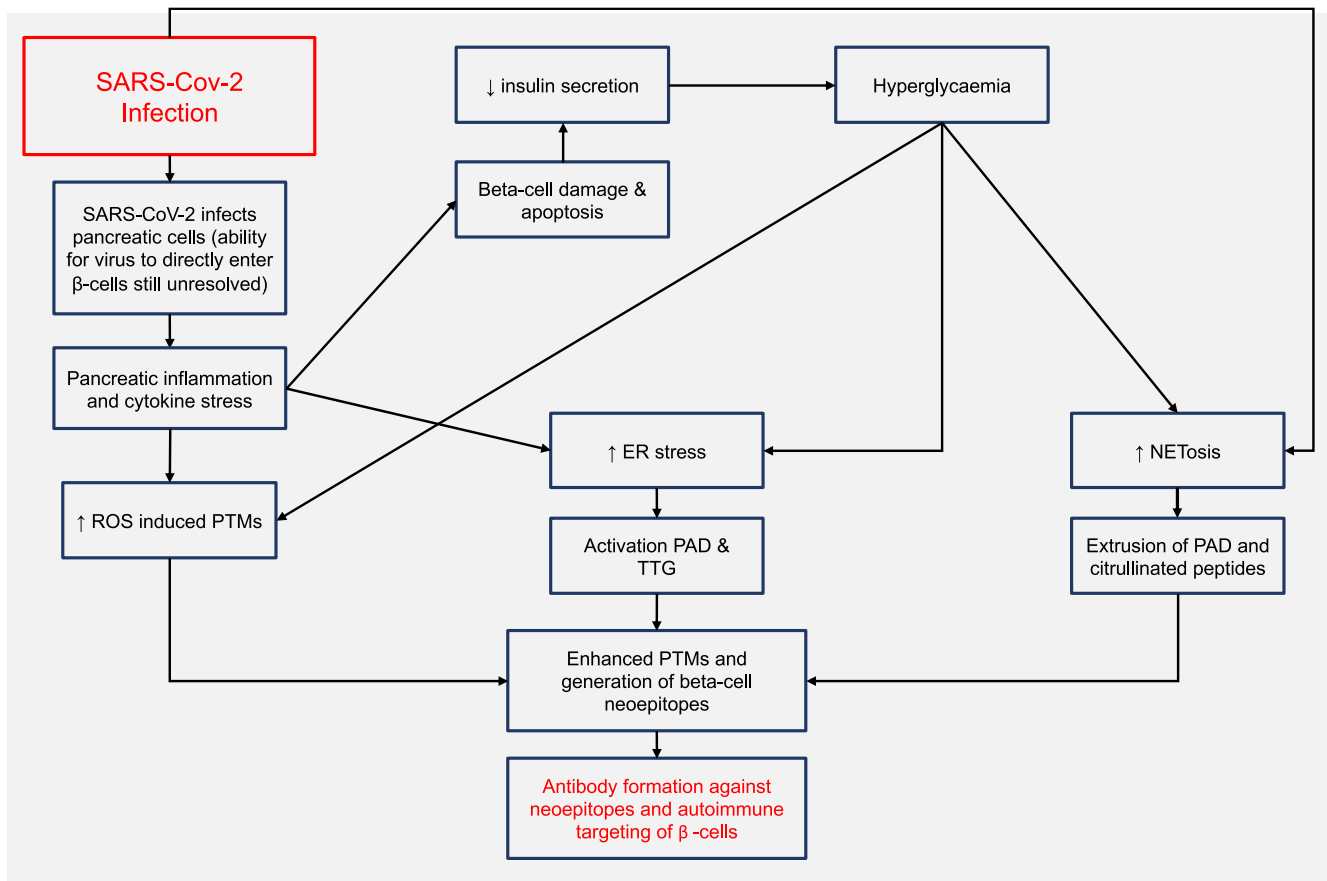 SARS-Cov-2
Infection
↓ insulin secretion
Hyperglycaemia
Beta-cell damage &
apoptosis
SARS-CoV-2 infects
pancreatic cells (ability
for virus to directly enter
β-cells still unresolved)
Pancreatic inflammation
and cytokine stress
↑ ER stress
↑ NETosis
↑ ROS induced PTMs
Activation PAD &
TTG
Extrusion of PAD and
citrullinated peptides
Enhanced PTMs and
generation of beta-cell
neoepitopes
Antibody formation against
neoepitopes and autoimmune
targeting of β -cells